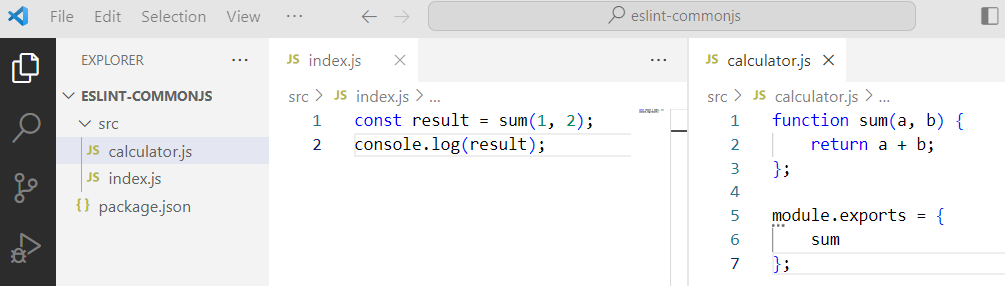 File Edit Selection View ··· eslint-commonjs
EXPLORER ···
ESLINT-COMMONJS
src
JS calculator.js
JS index.js
{} package.json
JS index.js ···
src > JS index.js > ...
1 const result = sum(1, 2);
2 console.log(result);
JS calculator.js
src > JS calculator.js > ...
1 function sum(a, b) {
2 return a + b;
3 };
4
5 module.exports = {
6 sum
7 };